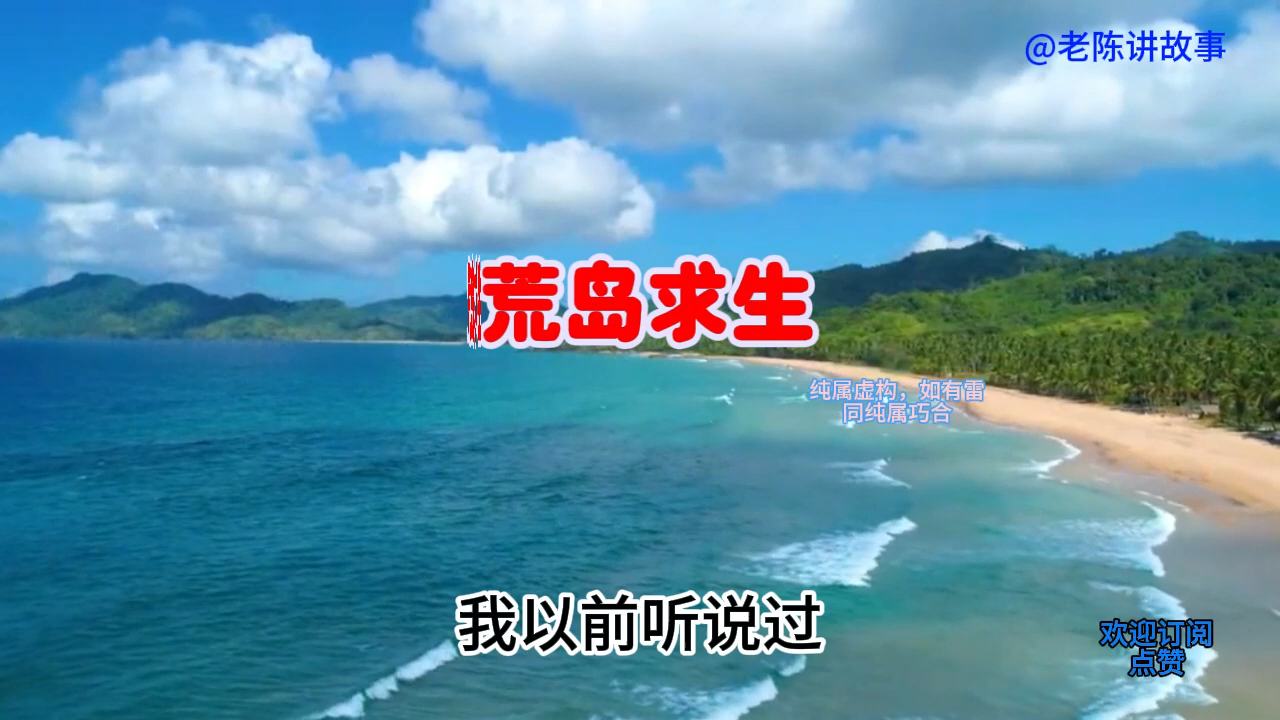 @老陈讲故事
荒岛求生
纯属虚构，如有雷
同纯属巧合
我以前听说过
欢迎订阅
点赞